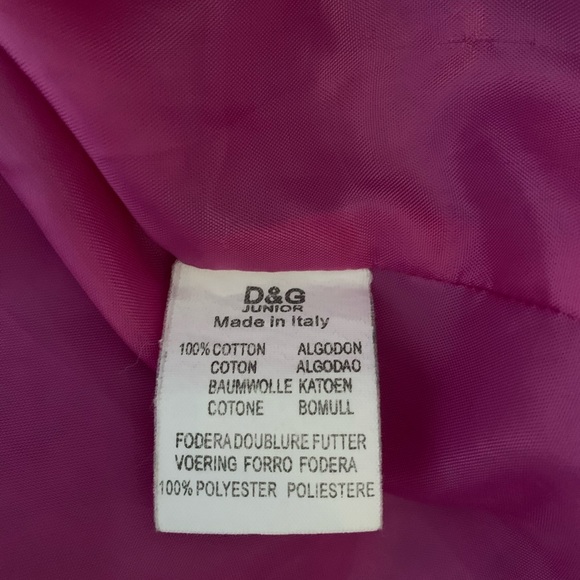 D&G
JUNIOR
Made in Italy
100% COTTON ALGODON
COTON ALGODAO
BAUMWOLLE KATOEN
COTONE BOMULL
FODERA DOUBLURE FUTTER
VOERING FORRO FODERA
100% POLYESTER POLIESTERE